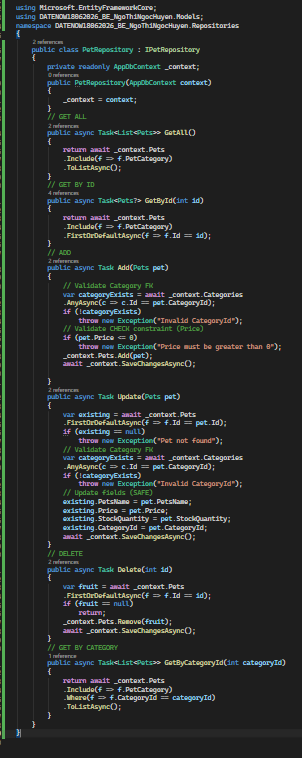 using Microsoft.EntityFrameworkCore;
using DATENOW18062026_BE_NgoThiNgocHuyen.Models;
namespace DATENOW18062026_BE_NgoThiNgocHuyen.Repositories
{
2 references
public class PetRepository : IPetRepository
{
private readonly AppDbContext _context;
0 references
public PetRepository(AppDbContext context)
{
_context = context;
}
// GET ALL
2 references
public async Task<List<Pets>> GetAll()
{
return await _context.Pets
.Include(f => f.PetCategory)
.ToListAsync();
}
// GET BY ID
4 references
public async Task<Pets?> GetById(int id)
{
return await _context.Pets
.Include(f => f.PetCategory)
.FirstOrDefaultAsync(f => f.Id == id);
}
// ADD
2 references
public async Task Add(Pets pet)
{
// Validate Category FK
var categoryExists = await _context.Categories
.AnyAsync(c => c.Id == pet.CategoryId);
if (!categoryExists)
throw new Exception("Invalid CategoryId");
// Validate CHECK constraint (Price)
if (pet.Price <= 0)
throw new Exception("Price must be greater than 0");
_context.Pets.Add(pet);
await _context.SaveChangesAsync();
}
2 references
public async Task Update(Pets pet)
{
var existing = await _context.Pets
.FirstOrDefaultAsync(f => f.Id == pet.Id);
if (existing == null)
throw new Exception("Pet not found");
// Validate Category FK
var categoryExists = await _context.Categories
.AnyAsync(c => c.Id == pet.CategoryId);
if (!categoryExists)
throw new Exception("Invalid CategoryId");
// Update fields (SAFE)
existing.PetsName = pet.PetsName;
existing.Price = pet.Price;
existing.StockQuantity = pet.StockQuantity;
existing.CategoryId = pet.CategoryId;
await _context.SaveChangesAsync();
}
// DELETE
2 references
public async Task Delete(int id)
{
var fruit = await _context.Pets
.FirstOrDefaultAsync(f => f.Id == id);
if (fruit == null)
return;
_context.Pets.Remove(fruit);
await _context.SaveChangesAsync();
}
// GET BY CATEGORY
1 reference
public async Task<List<Pets>> GetByCategoryId(int categoryId)
{
return await _context.Pets
.Include(f => f.PetCategory)
.Where(f => f.CategoryId == categoryId)
.ToListAsync();
}
}
}